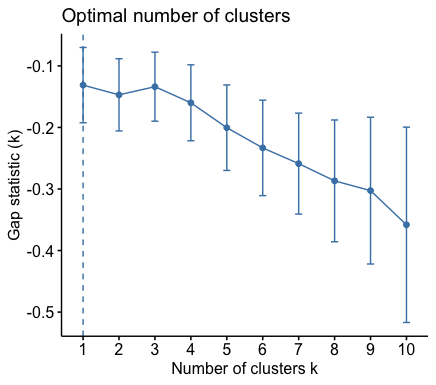 Optimal number of clusters
Gap statistic (k)
-0.1
-0.2
-0.3
-0.4
-0.5
1 2 3 4 5 6 7 8 9 10
Number of clusters k